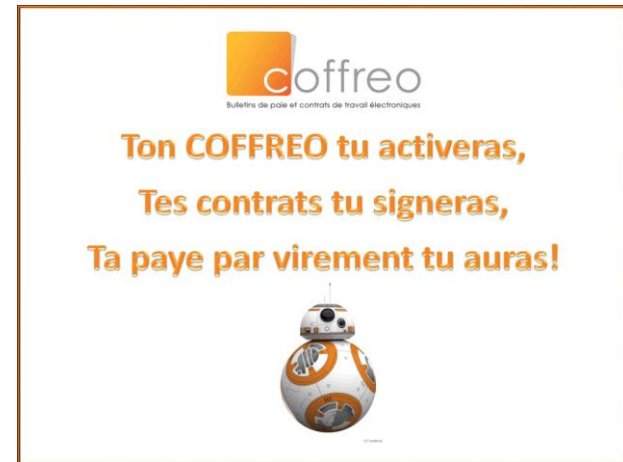 coffreo
Bulletins de paie et contrats de travail électroniques
Ton COFFREO tu activeras,
Tes contrats tu signeras,
Ta paye par virement tu auras!